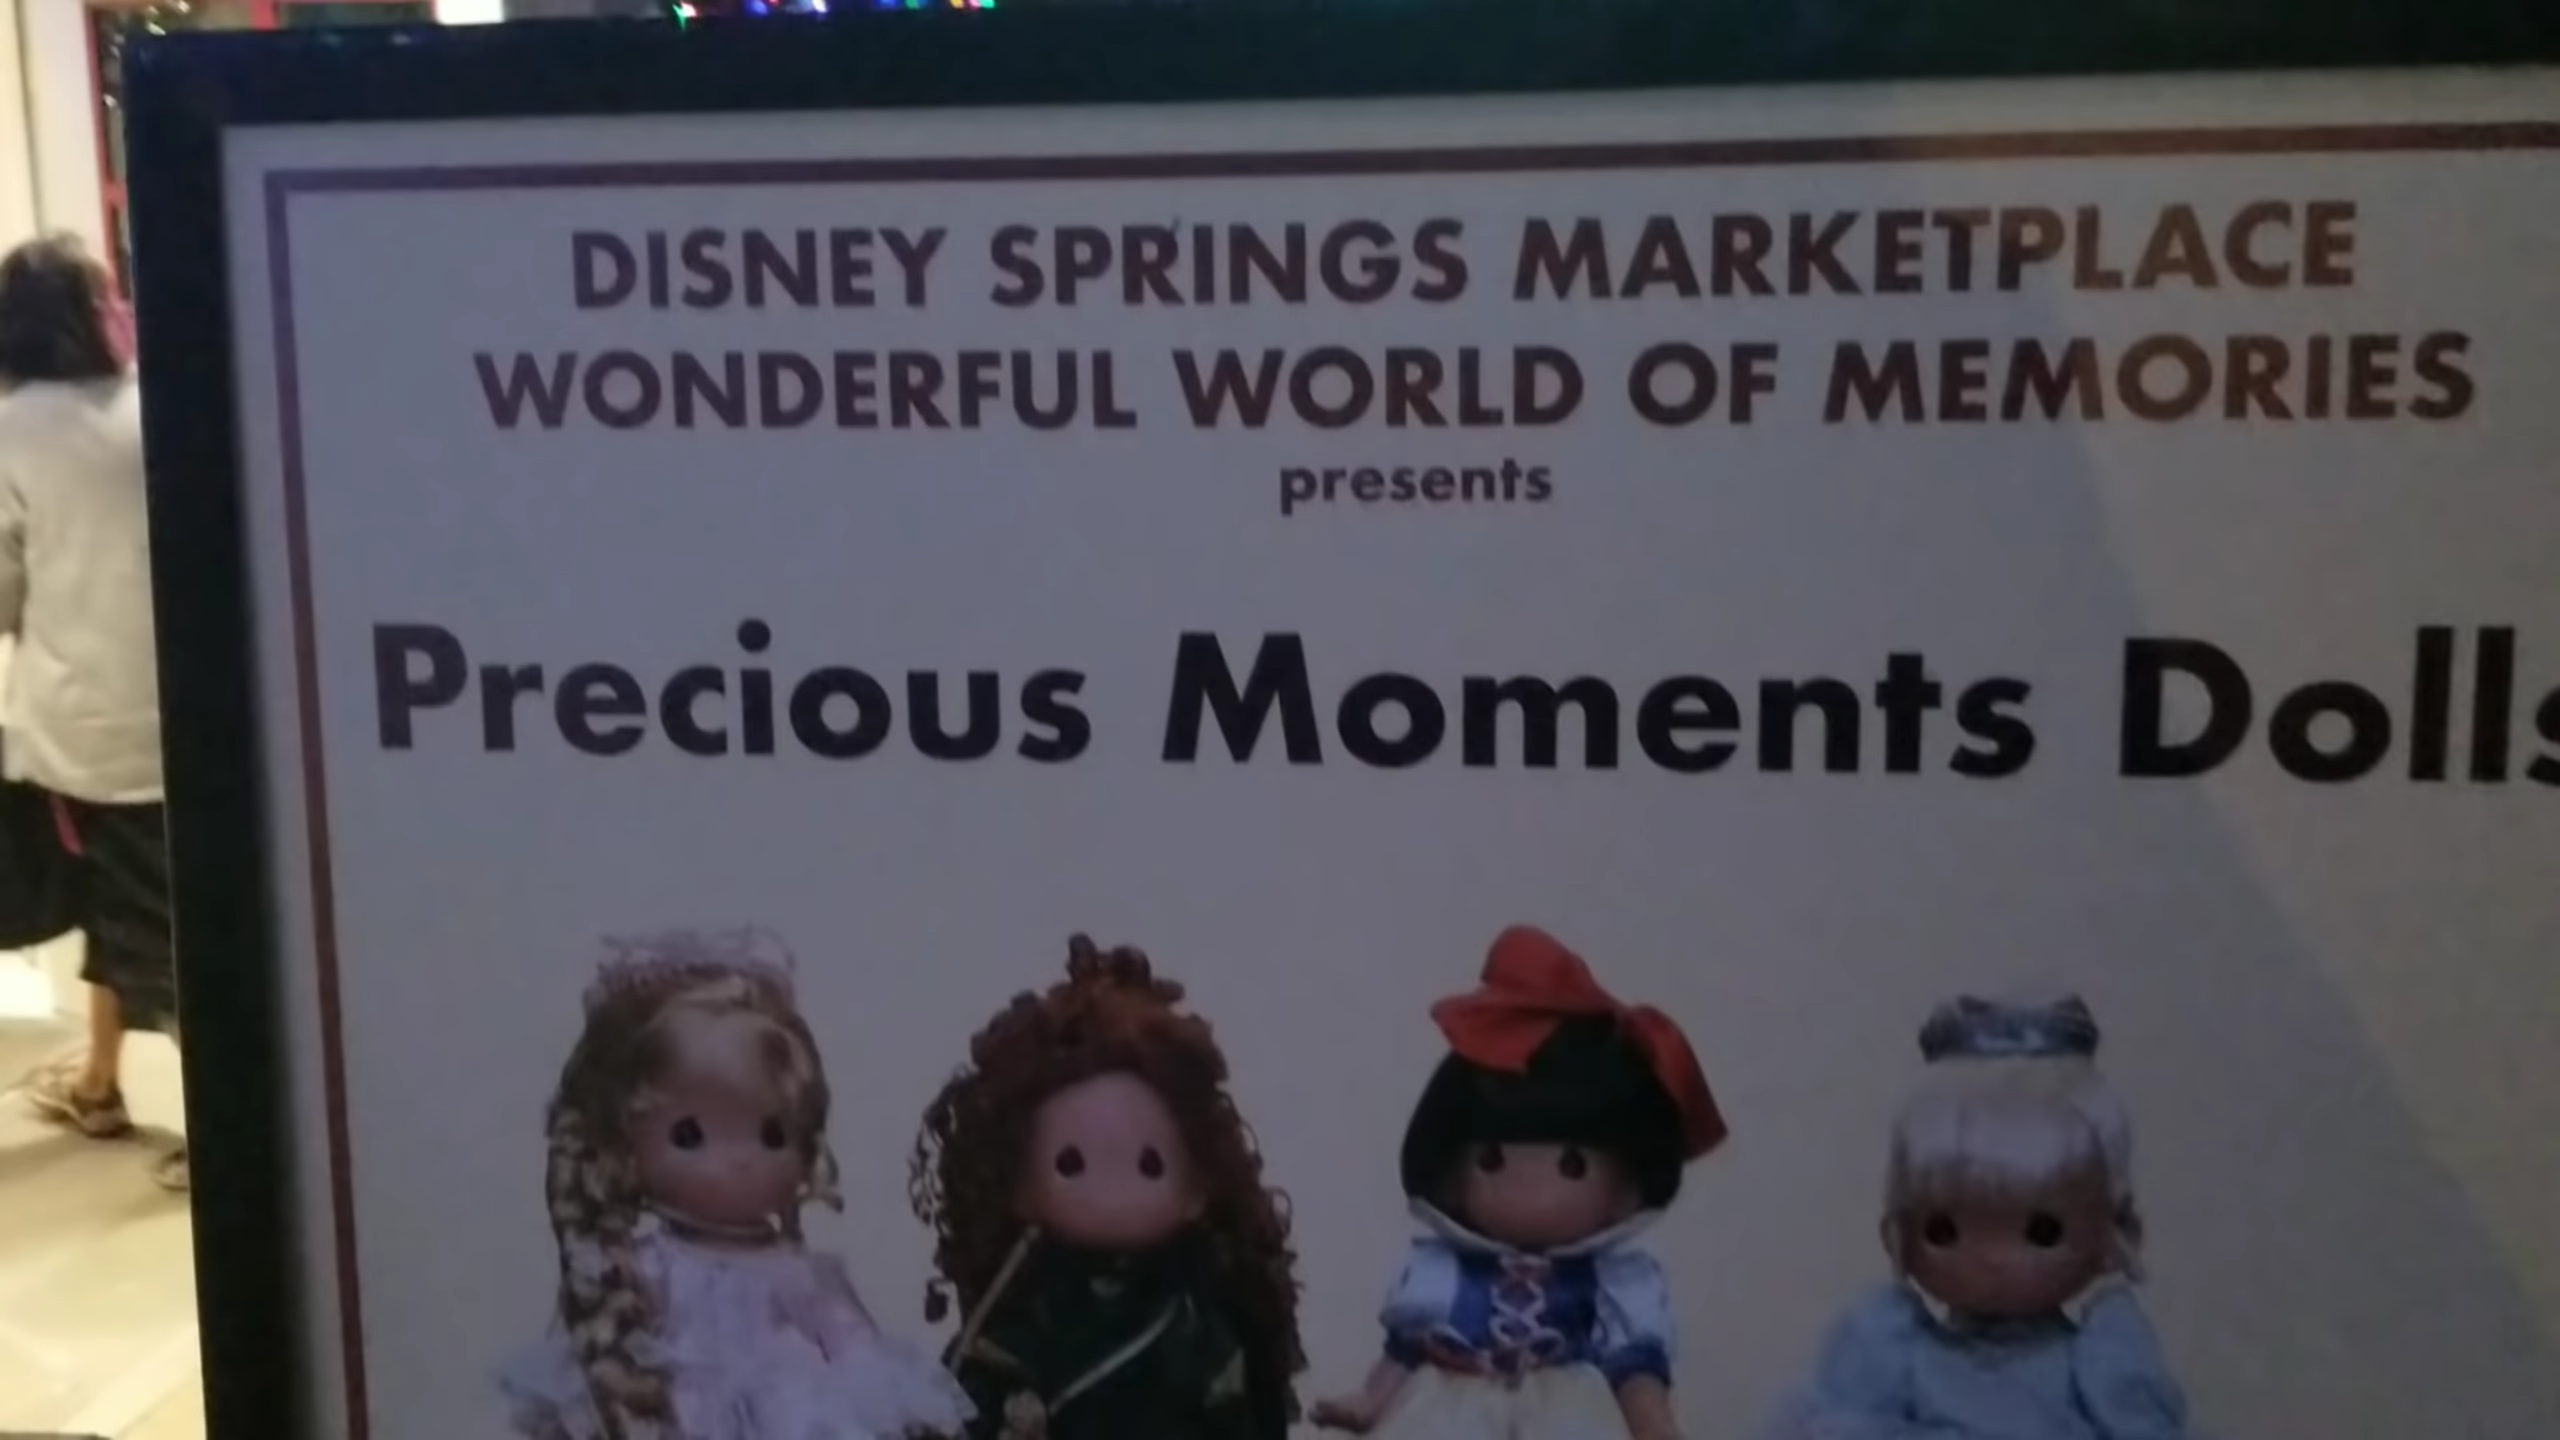 DISNEY SPRINGS MARKETPLACE
WONDERFUL WORLD OF MEMORIES
presents
Precious Moments Dolls